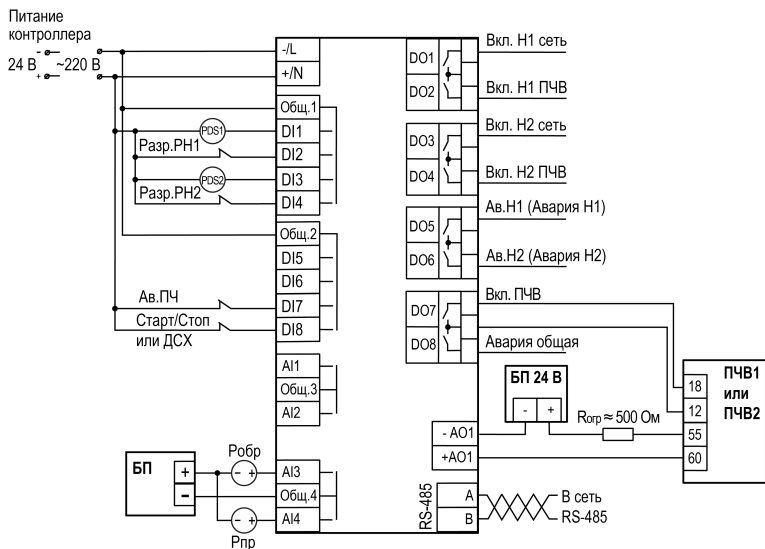 Питание
контроллера
- 24 В ~220 В
+
-/L
+/N
Общ.1
DI1
DI2
DI3
DI4
PDS1
Разр.РН1
PDS2
Разр.РН2
Общ.2
DI5
DI6
DI7
DI8
Ав.ПЧ
Старт/Стоп
или ДСХ
AI1
Общ.3
AI2
AI3
Общ.4
AI4
БП
+
-
Pобр
- +
- +
Pпр
DO1
DO2
Вкл. Н1 сеть
Вкл. Н1 ПЧВ
DO3
DO4
Вкл. Н2 сеть
Вкл. Н2 ПЧВ
DO5
DO6
Ав.Н1 (Авария Н1)
Ав.Н2 (Авария Н2)
DO7
DO8
Вкл. ПЧВ
Авария общая
БП 24 В
- +
Rогр ≈ 500 Ом
- AO1
+AO1
18
12
55
60
ПЧВ1
или
ПЧВ2
RS-485
A
B
В сеть
RS-485